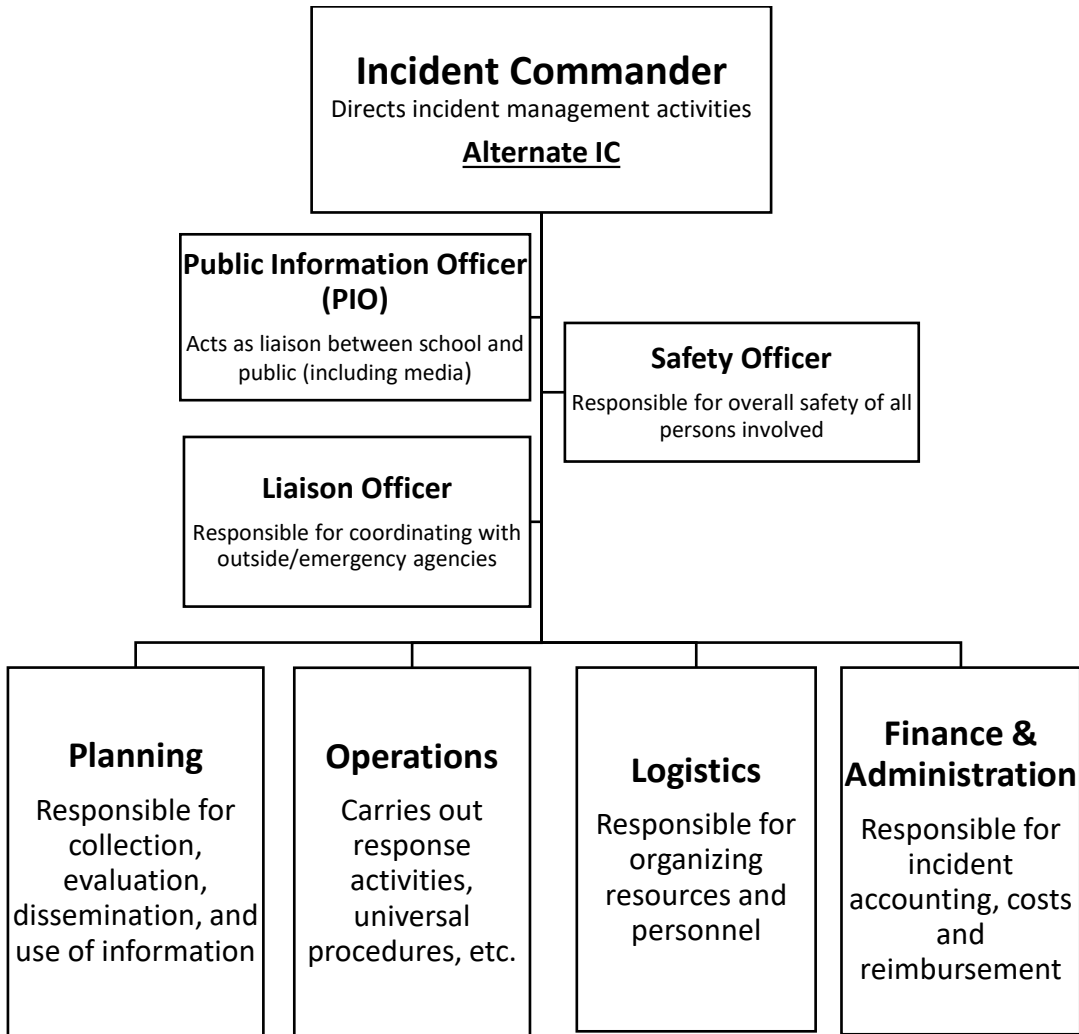 Incident Commander
Directs incident management activities
Alternate IC
Public Information Officer
(PIO)
Acts as liaison between school and
public (including media)
Safety Officer
Responsible for overall safety of all
persons involved
Liaison Officer
Responsible for coordinating with
outside/emergency agencies
Planning
Responsible for
collection,
evaluation,
dissemination, and
use of information
Operations
Carries out
response
activities,
universal
procedures, etc.
Logistics
Responsible for
organizing
resources and
personnel
Finance &
Administration
Responsible for
incident
accounting, costs
and
reimbursement